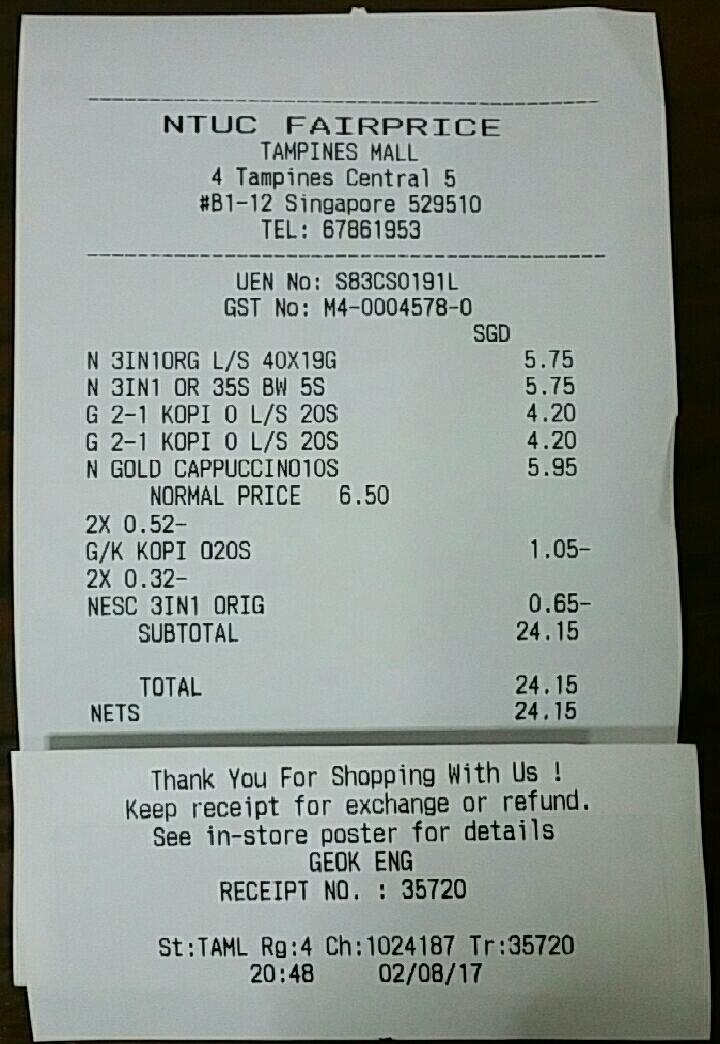 NTUC FAIRPRICE
TAMPINES MALL
4 Tampines Central 5
#B1-12 Singapore 529510
TEL: 67861953
UEN No: S83CS0191L
GST No: M4-0004578-0
SGD
N 3IN1ORG L/S 40X19G 5.75
N 3IN1 OR 35S BW 5S 5.75
G 2-1 KOPI O L/S 20S 4.20
G 2-1 KOPI O L/S 20S 4.20
N GOLD CAPPUCCINO10S 5.95
NORMAL PRICE 6.50
2X 0.52-
G/K KOPI O20S 1.05-
2X 0.32-
NESC 3IN1 ORIG 0.65-
SUBTOTAL 24.15
TOTAL 24.15
NETS 24.15
Thank You For Shopping With Us !
Keep receipt for exchange or refund.
See in-store poster for details
GEOK ENG
RECEIPT NO. : 35720
St:TAML Rg:4 Ch:1024187 Tr:35720
20:48 02/08/17